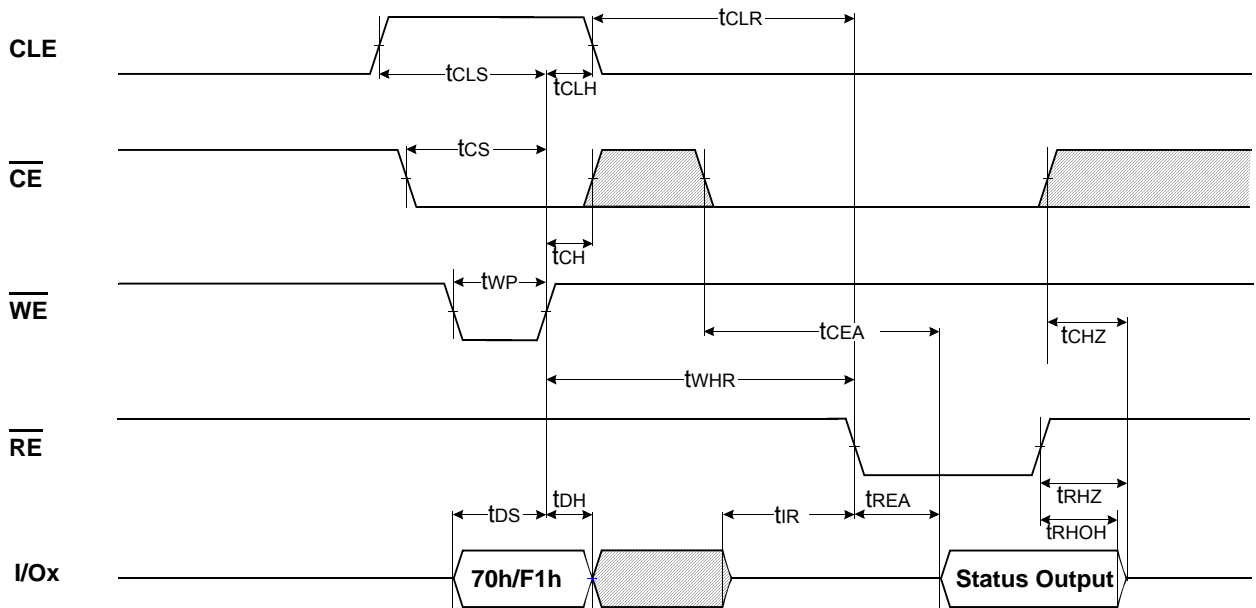 tCLR
CLE
tCLS
tCLH
tCS
CE
tCH
tWP
WE
tCEA
tCHZ
tWHR
RE
tDH
tRHZ
tDS
tIR
tREA
tRHOH
I/Ox
70h/F1h
Status Output